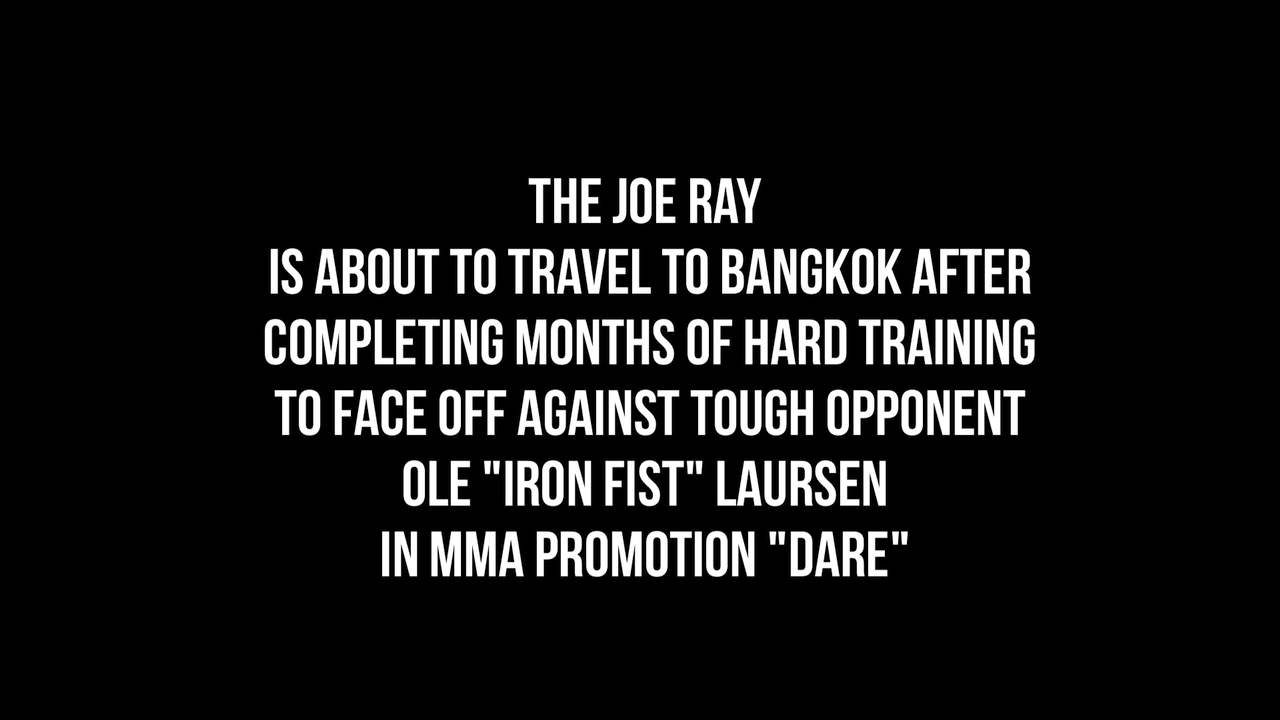 THE JOE RAY
IS ABOUT TO TRAVEL TO BANGKOK AFTER
COMPLETING MONTHS OF HARD TRAINING
TO FACE OFF AGAINST TOUGH OPPONENT
OLE "IRON FIST" LAURSEN
IN MMA PROMOTION "DARE"